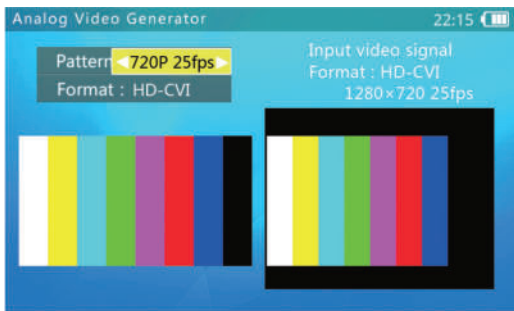 Analog Video Generator
22:15
Pattern 720P 25fps
Format : HD-CVI
Input video signal
Format : HD-CVI
1280×720 25fps